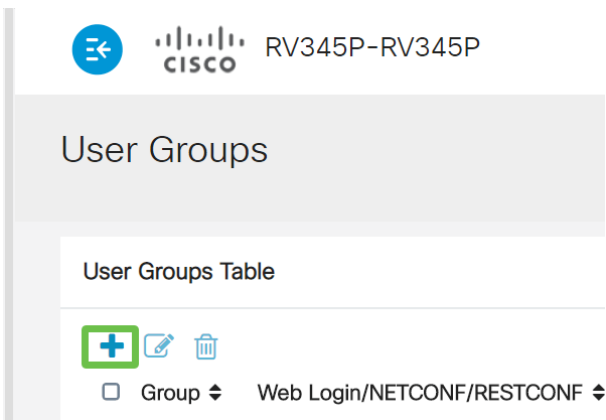 CISCO RV345P-RV345P
User Groups
User Groups Table
Group Web Login/NETCONF/RESTCONF